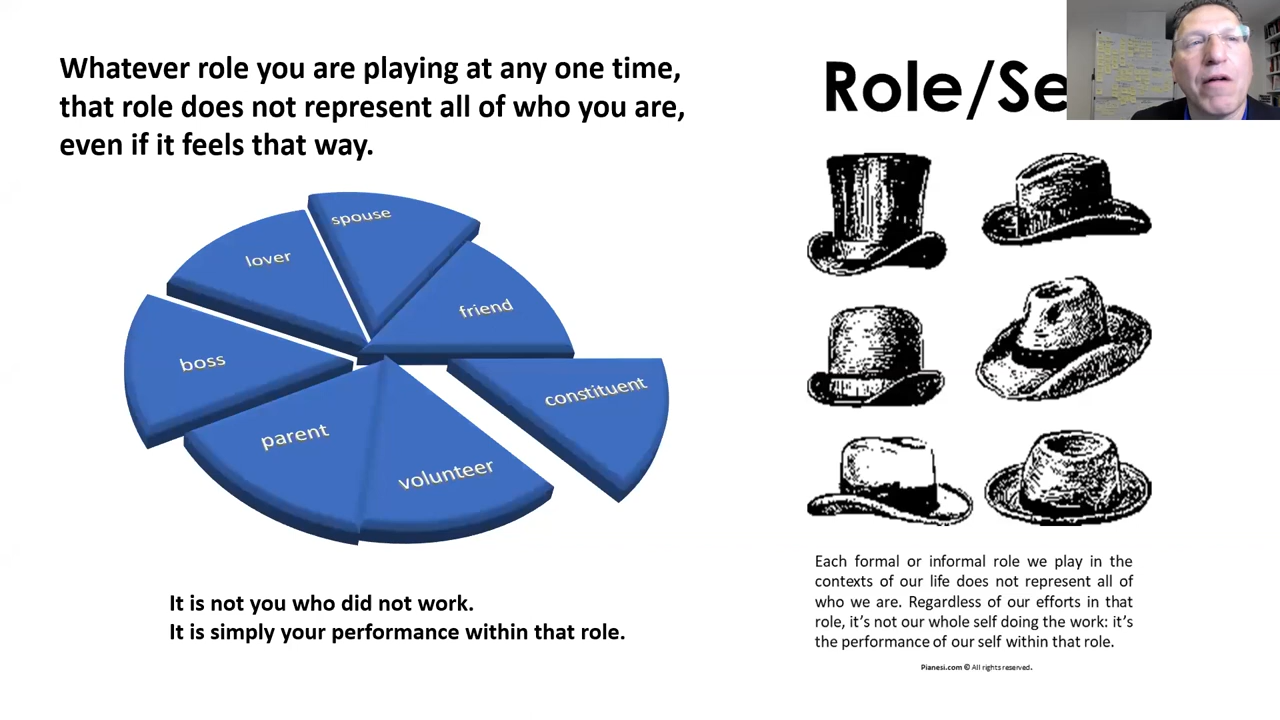 Whatever role you are playing at any one time,
that role does not represent all of who you are,
even if it feels that way.
spouse
lover
friend
boss
constituent
parent
volunteer
It is not you who did not work.
It is simply your performance within that role.
Role/Se
Each formal or informal role we play in the
contexts of our life does not represent all of
who we are. Regardless of our efforts in that
role, it’s not our whole self doing the work: it’s
the performance of our self within that role.
Pianesi.com © All rights reserved.